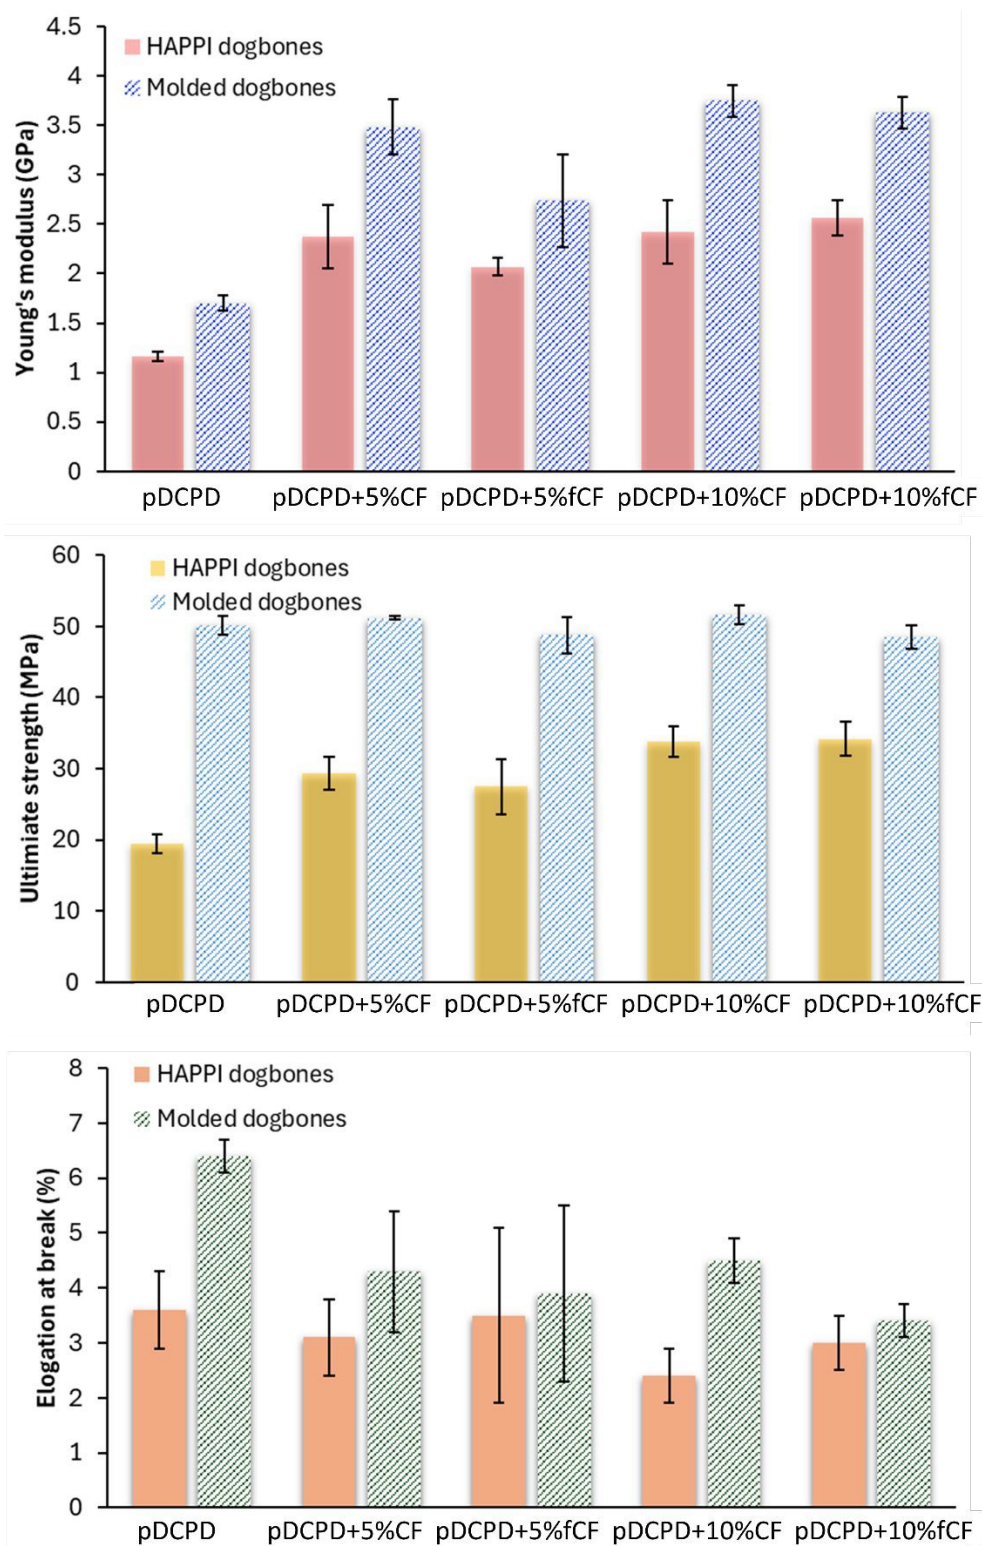 4.5
4
3.5
3
2.5
2
1.5
1
0.5
0
Young's modulus (GPa)
HAPPI dogbones
Molded dogbones
pDCPD pDCPD+5%CF pDCPD+5%fCF pDCPD+10%CF pDCPD+10%fCF
60
50
40
30
20
10
0
Ultimiate strength (MPa)
HAPPI dogbones
Molded dogbones
pDCPD pDCPD+5%CF pDCPD+5%fCF pDCPD+10%CF pDCPD+10%fCF
8
7
6
5
4
3
2
1
0
Elogation at break (%)
HAPPI dogbones
Molded dogbones
pDCPD pDCPD+5%CF pDCPD+5%fCF pDCPD+10%CF pDCPD+10%fCF